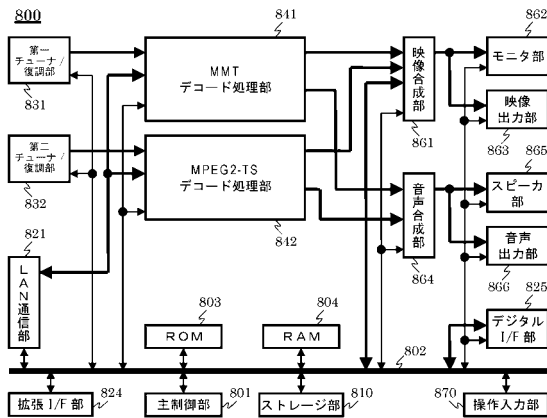 800
第一
チューナ/
復調部
831
841
MMT
デコード処理部
映像合成部
861
862
モニタ部
映像
出力部
863
第二
チューナ/
復調部
832
MPEG2-TS
デコード処理部
842
音声合成部
864
865
スピーカ
部
音声
出力部
866
821
LAN通信部
803
ROM
804
RAM
802
825
デジタル
I/F部
拡張I/F部
824
主制御部
801
ストレージ部
810
870
操作入力部